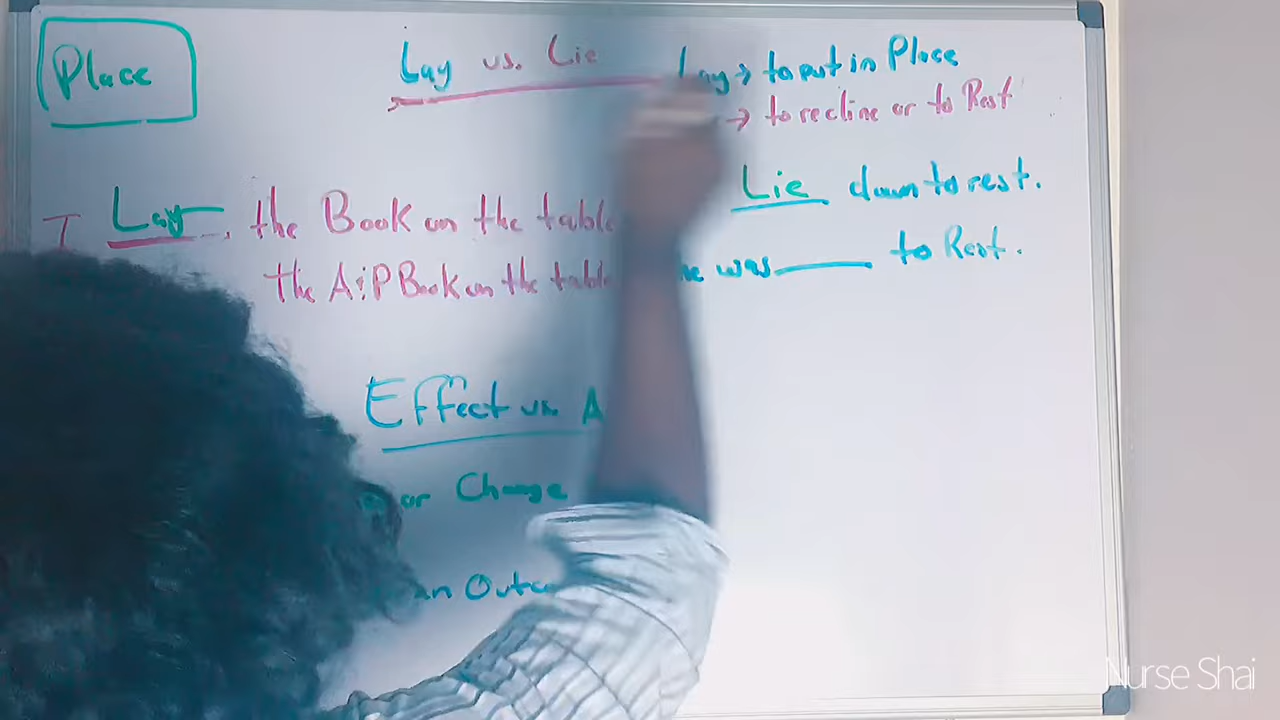 Place
Lay vs. Lie
Lay → to put in Place
→ to recline or to Rest
Lie down to rest.
I Lay the Book on the table
the A&P Book on the table
was ____ to Rest.
Effect vs. A
or Change
an
Nurse Shai